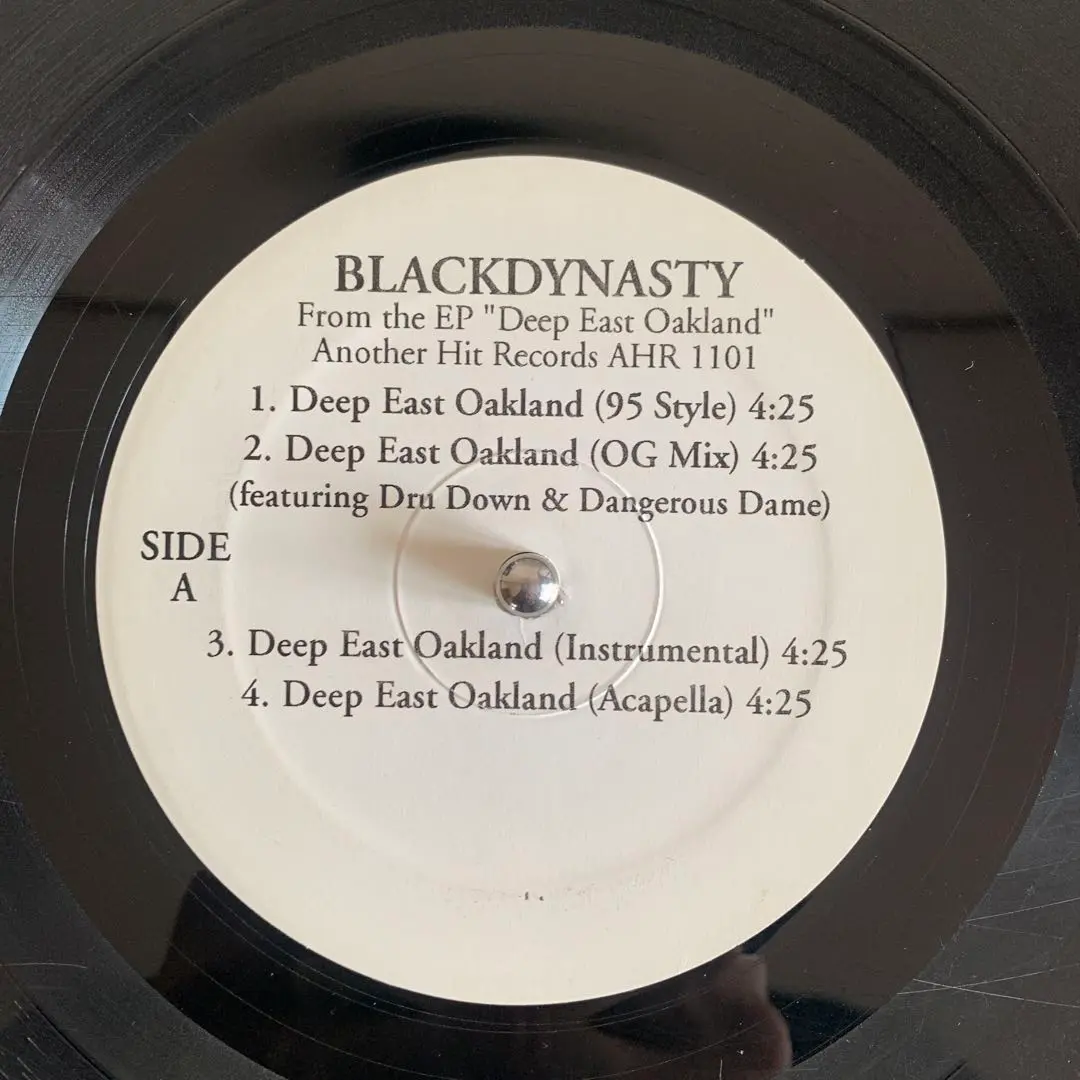 BLACKDYNASTY
From the EP "Deep East Oakland"
Another Hit Records AHR 1101
1. Deep East Oakland (95 Style) 4:25
2. Deep East Oakland (OG Mix) 4:25
(featuring Dru Down & Dangerous Dame)
SIDE
A
3. Deep East Oakland (Instrumental) 4:25
4. Deep East Oakland (Acapella) 4:25